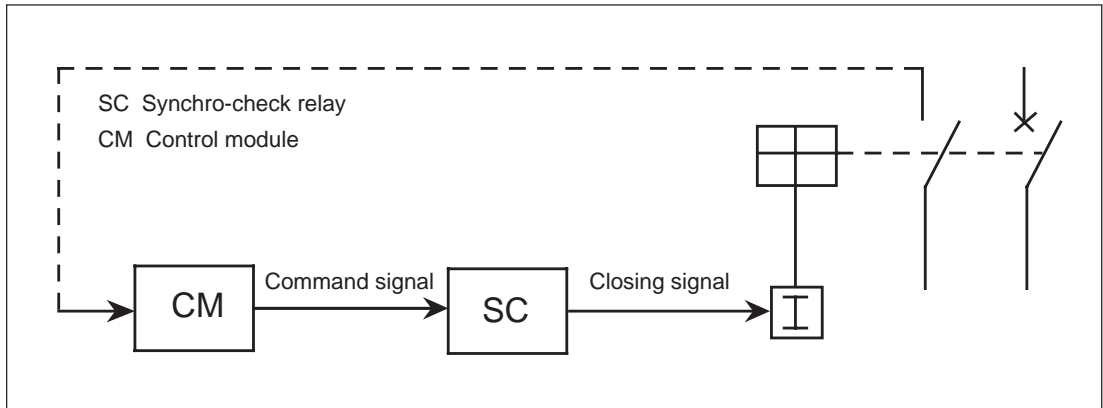 SC Synchro-check relay
CM Control module
Command signal
Closing signal
CM
SC
I